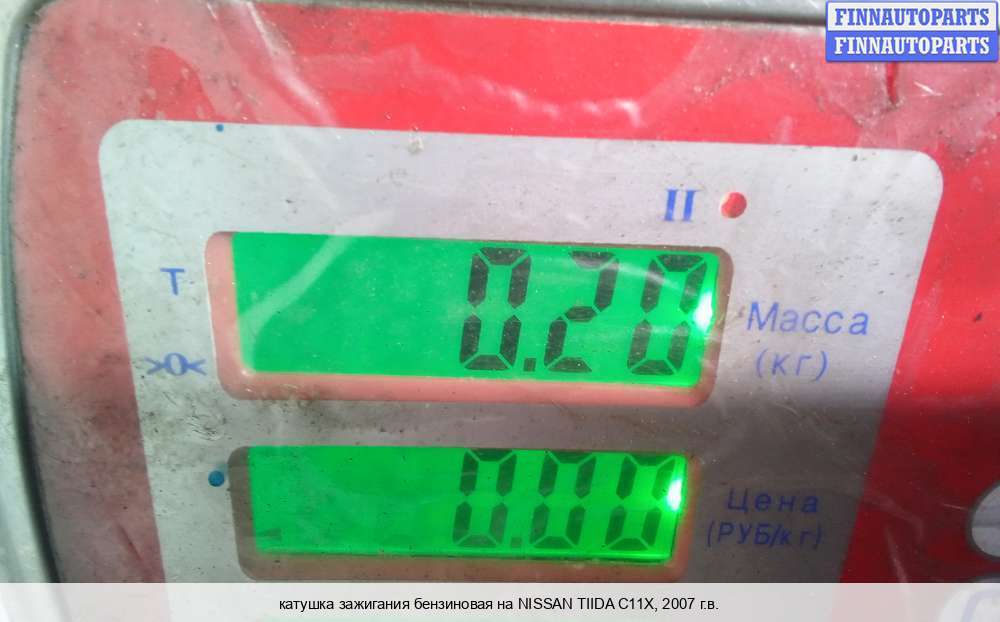 FINNAUTOPARTS
FINNAUTOPARTS
II
T
0.20
Масса
(кг)
>0<
0.00
Цена
(РУБ/кг)
катушка зажигания бензиновая на NISSAN TIIDA C11X, 2007 г.в.